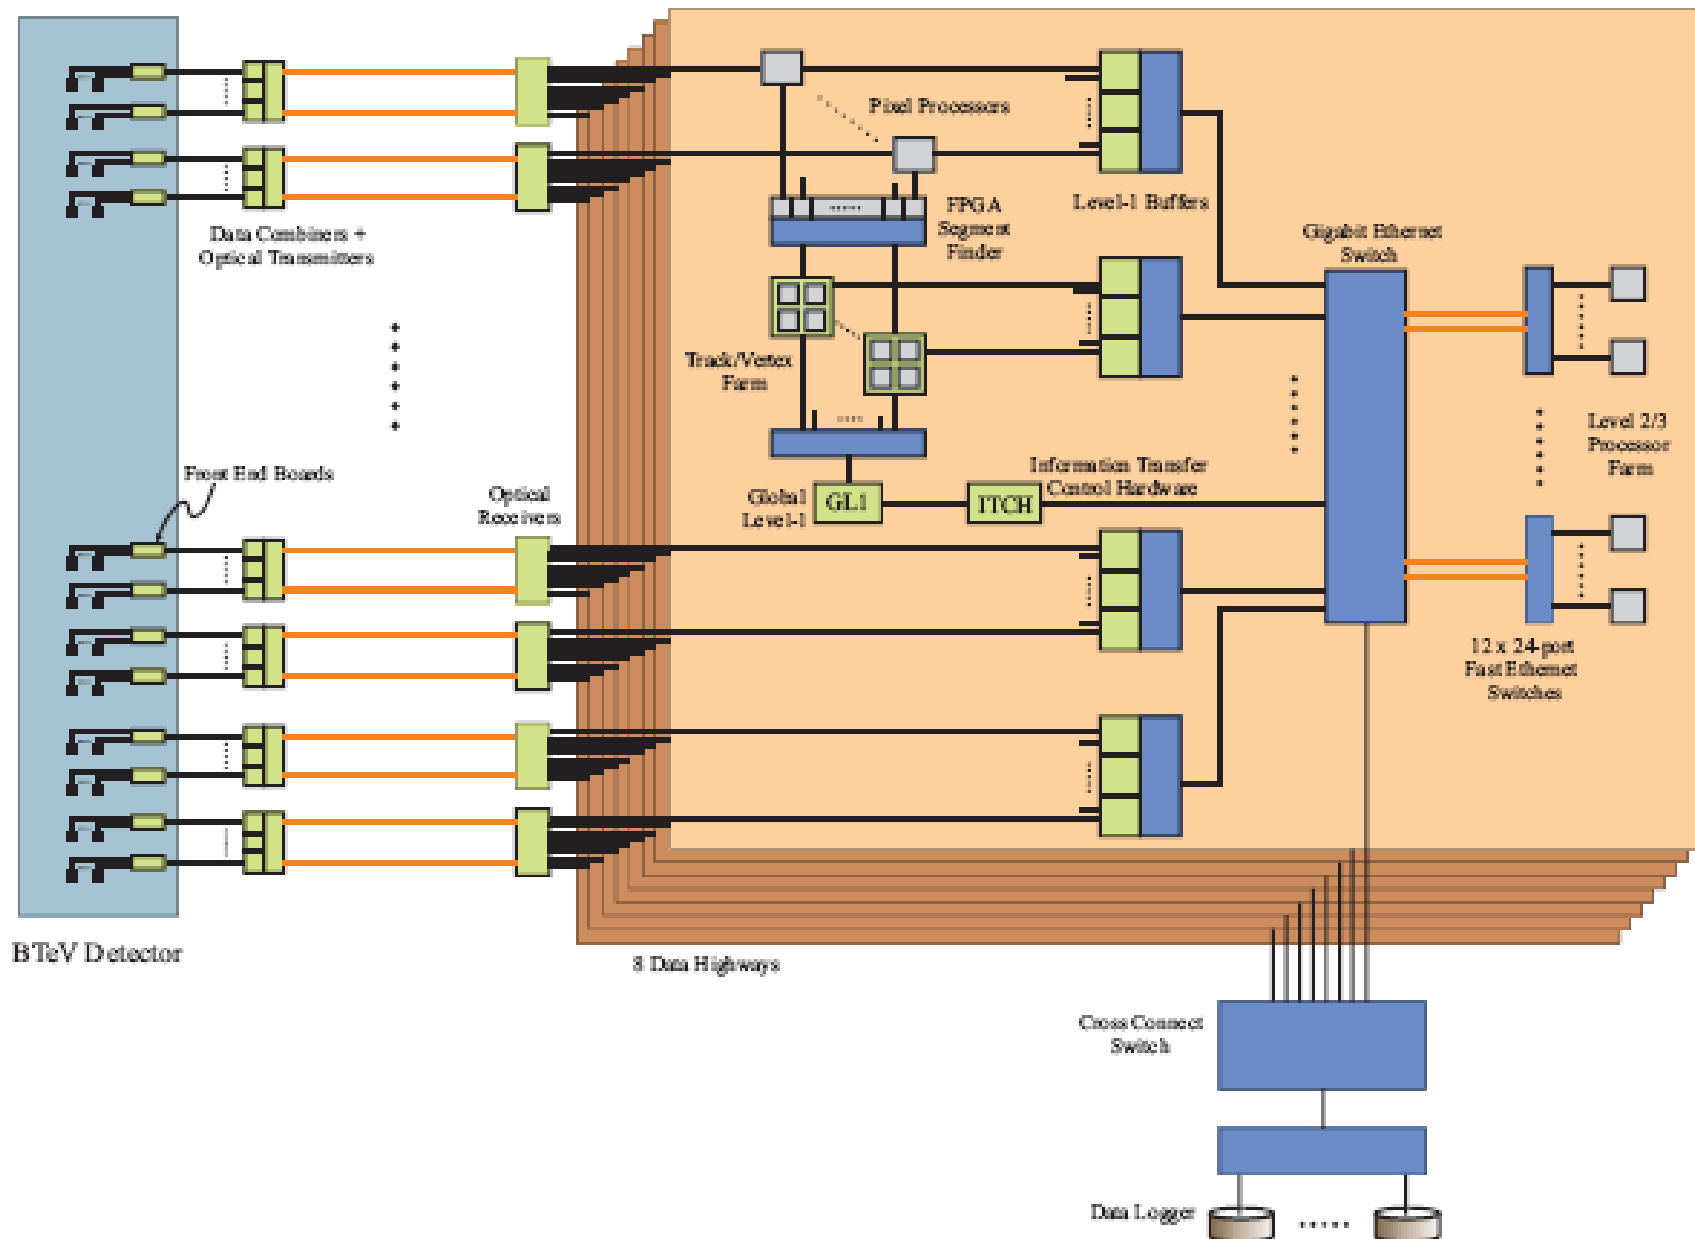 Pixel Processors
FPGA
Segment
Finder
Level-1 Buffers
Data Combiners +
Optical Transmitters
Gigabit Ethernet
Switch
Track/Vertex
Farm
Level 2/3
Processor
Farm
Front End Boards
Optical
Receivers
Global
Level-1
GL1
ITCH
Information Transfer
Control Hardware
12 x 24-port
Fast Ethernet
Switches
BTeV Detector
8 Data Highways
Cross Connect
Switch
Data Logger